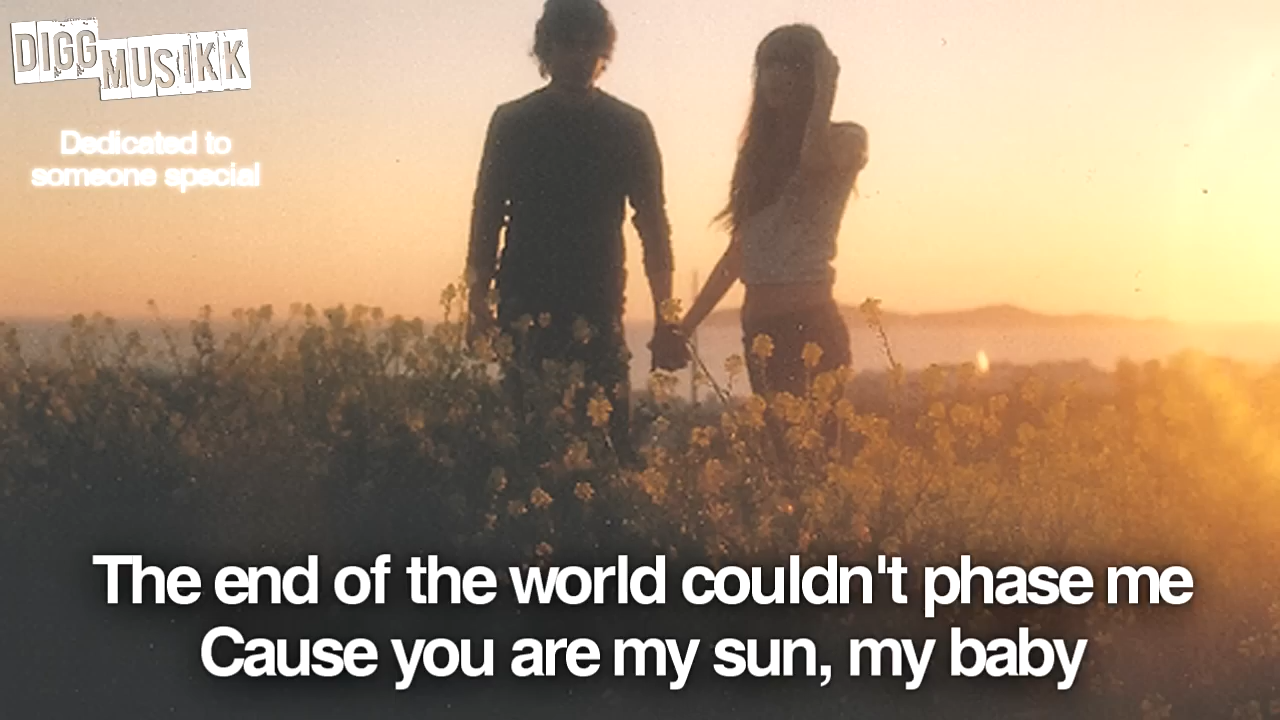 DIGG
MUSIKK
Dedicated to
someone special
The end of the world couldn't phase me
Cause you are my sun, my baby